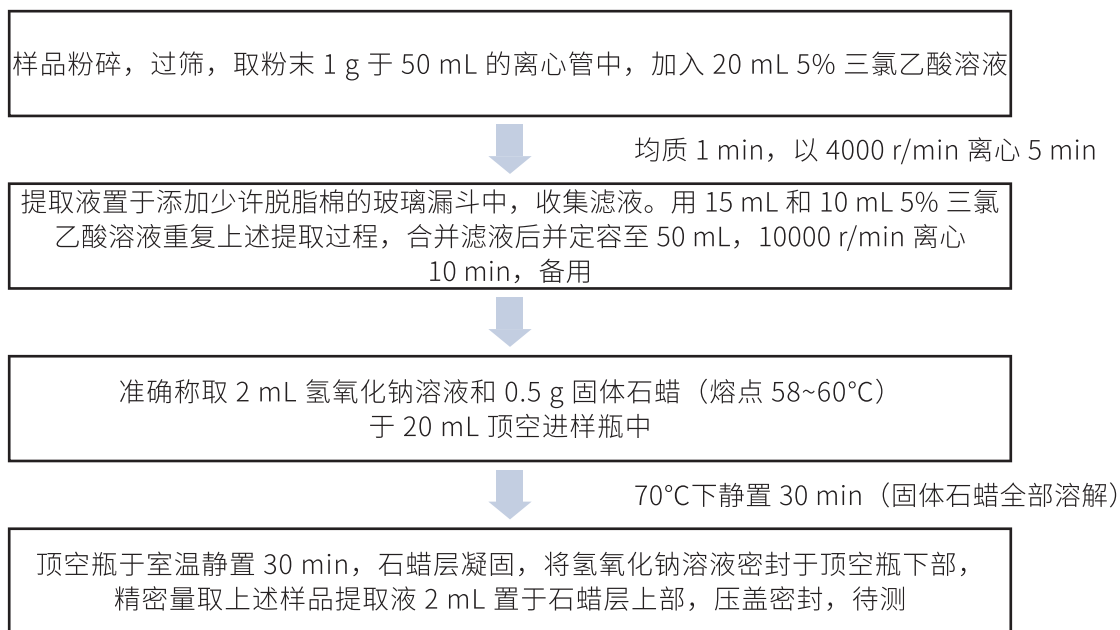 样品粉碎，过筛，取粉末 1 g 于 50 mL 的离心管中，加入 20 mL 5% 三氯乙酸溶液
均质 1 min，以 4000 r/min 离心 5 min
提取液置于添加少许脱脂棉的玻璃漏斗中，收集滤液。用 15 mL 和 10 mL 5% 三氯
乙酸溶液重复上述提取过程，合并滤液后并定容至 50 mL，10000 r/min 离心
10 min，备用
准确称取 2 mL 氢氧化钠溶液和 0.5 g 固体石蜡（熔点 58~60℃）
于 20 mL 顶空进样瓶中
70℃下静置 30 min（固体石蜡全部溶解）
顶空瓶于室温静置 30 min，石蜡层凝固，将氢氧化钠溶液密封于顶空瓶下部，
精密量取上述样品提取液 2 mL 置于石蜡层上部，压盖密封，待测